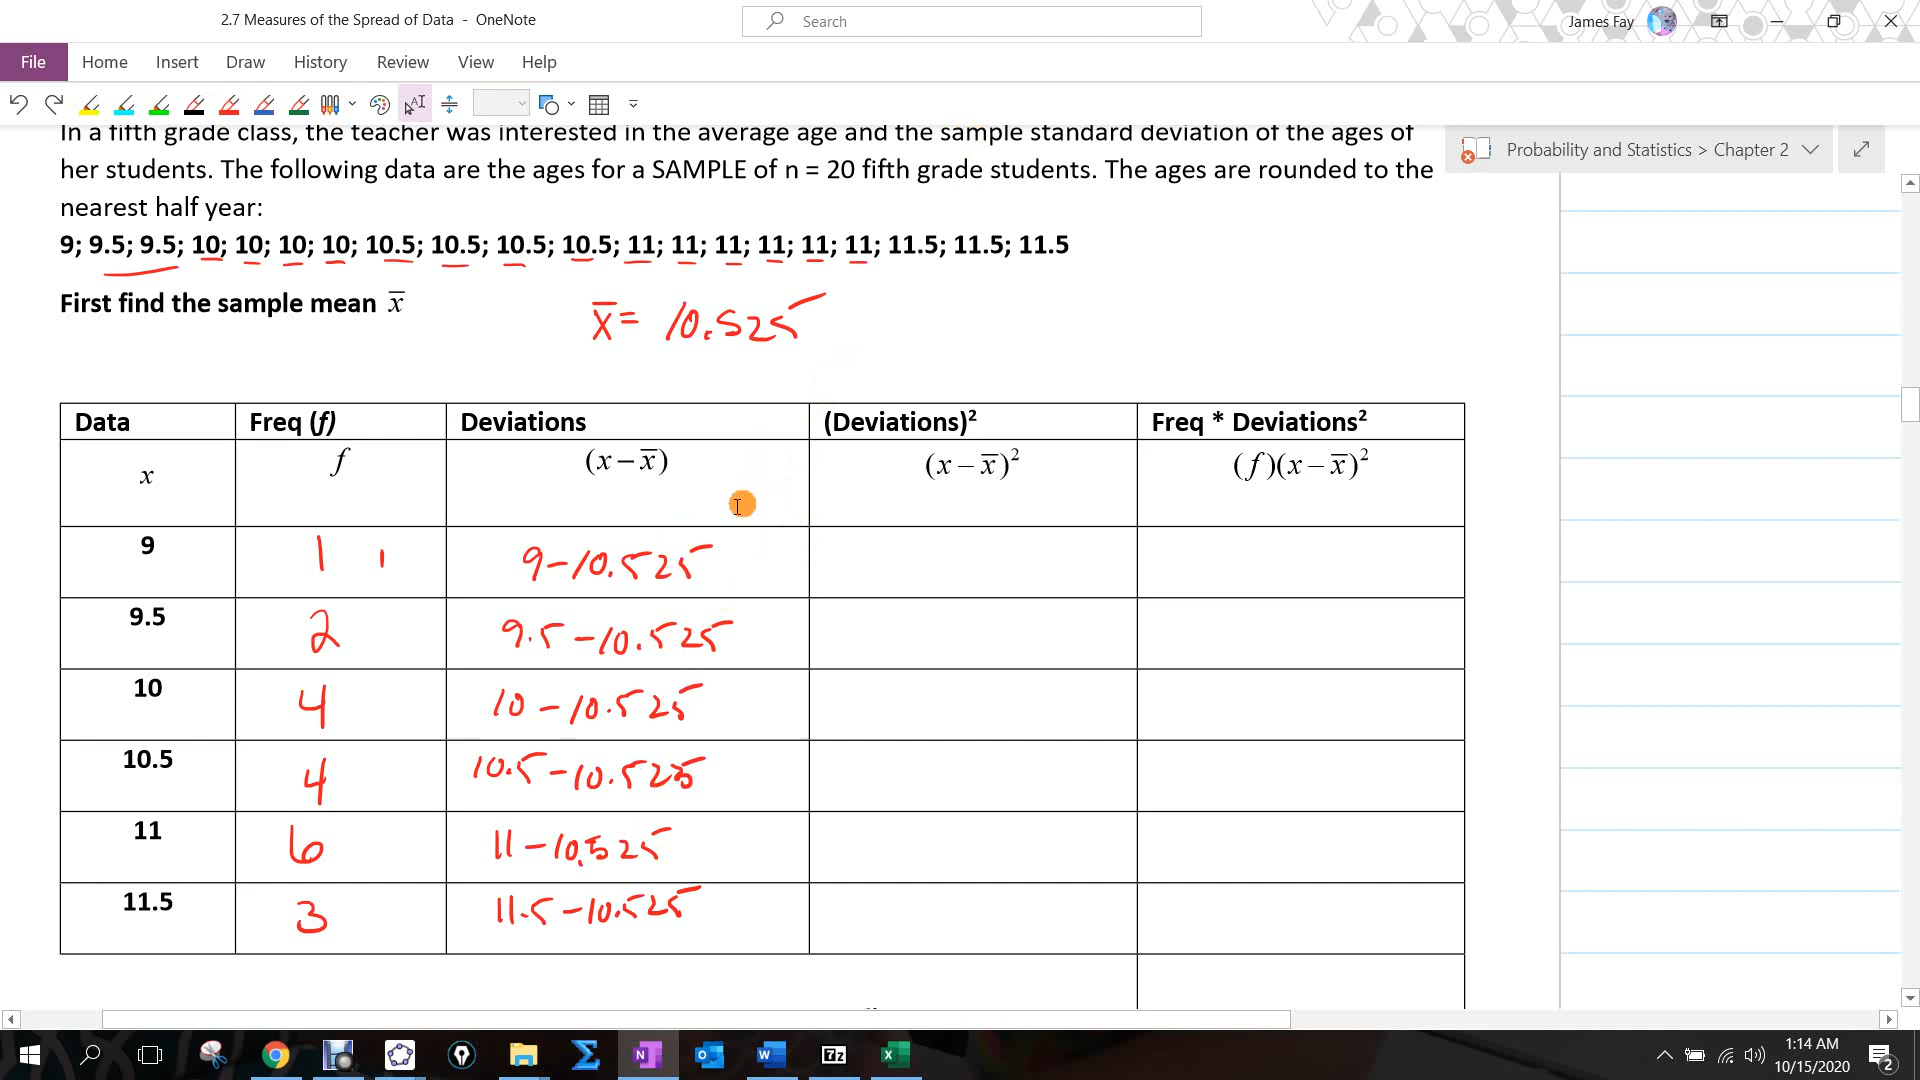 2.7 Measures of the Spread of Data - OneNote
Search
James Fay
File Home Insert Draw History Review View Help
In a fifth grade class, the teacher was interested in the average age and the sample standard deviation of the ages of
her students. The following data are the ages for a SAMPLE of n = 20 fifth grade students. The ages are rounded to the
nearest half year:
9; 9.5; 9.5; 10; 10; 10; 10; 10.5; 10.5; 10.5; 10.5; 11; 11; 11; 11; 11; 11; 11.5; 11.5; 11.5
Probability and Statistics > Chapter 2
First find the sample mean x̄
x̄ = 10.525
Data Freq (f) Deviations (Deviations)² Freq * Deviations²
x f (x – x̄) (x – x̄)² (f)(x – x̄)²
9 1 ı 9–10.525
9.5 2 9.5–10.525
10 4 10–10.525
10.5 4 10.5–10.525
11 6 11–10.525
11.5 3 11.5–10.525
1:14 AM
10/15/2020
2